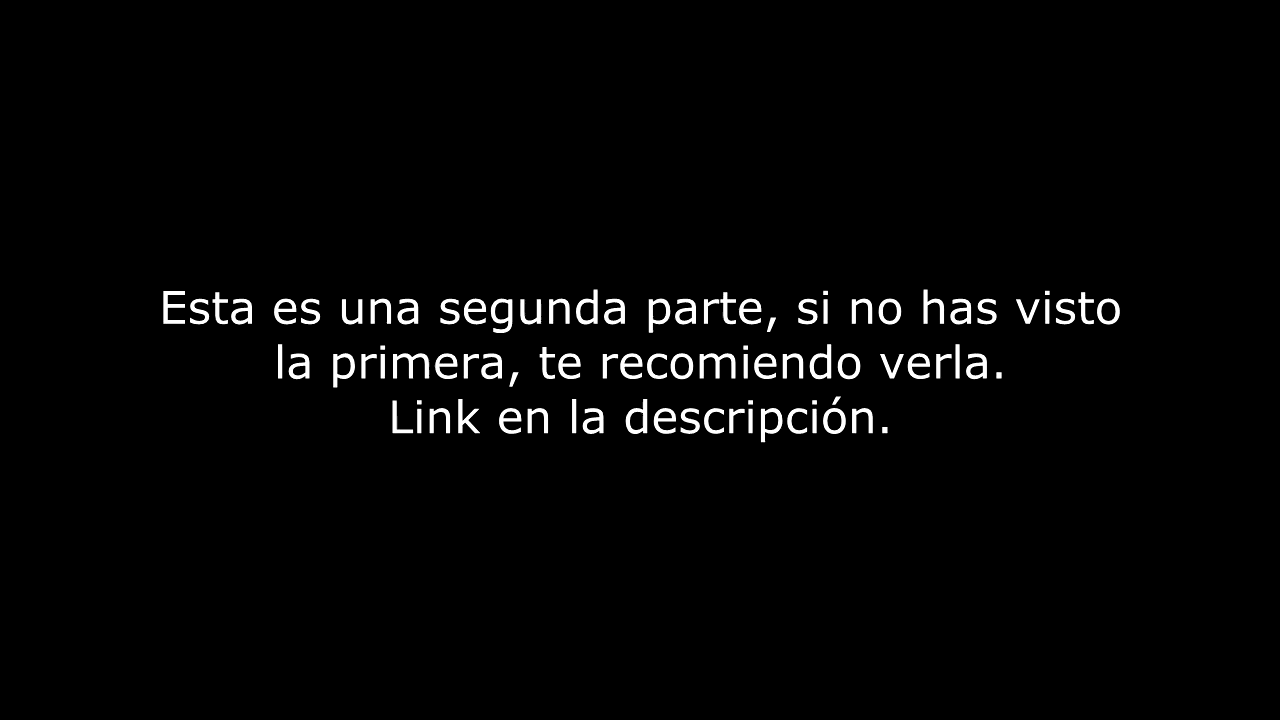 Esta es una segunda parte, si no has visto
la primera, te recomiendo verla.
Link en la descripción.